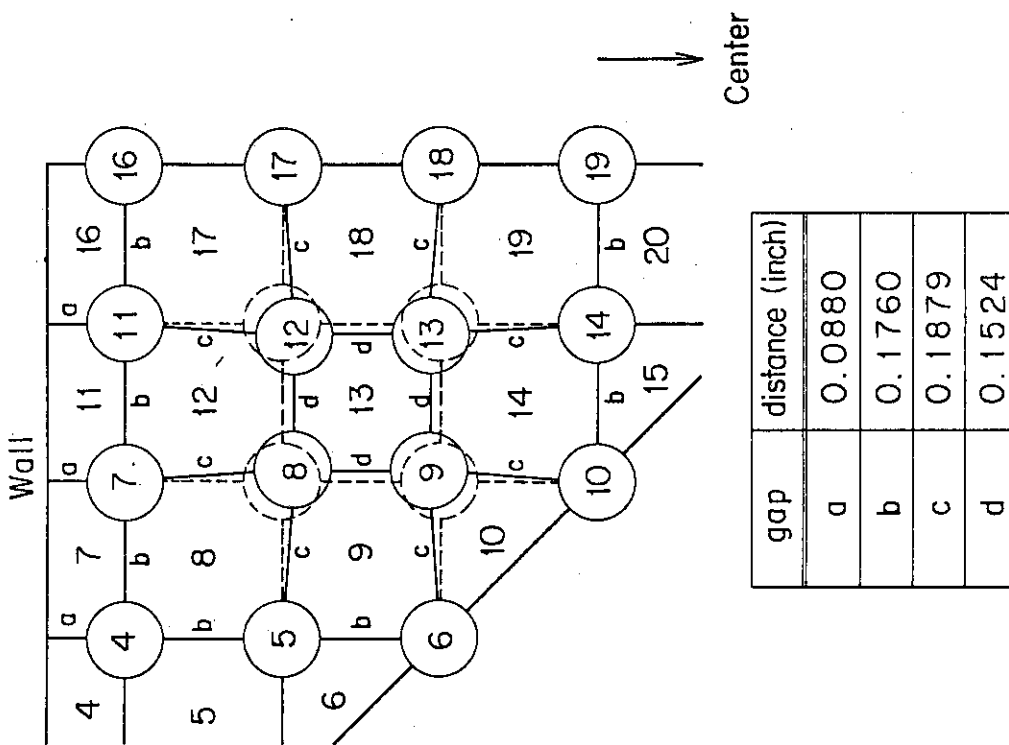 Wall
a a a
4 7 11 16
4 7 11 16
b b b
5 8 12 17
b c c
5 8 12 17
c d c
6 9 13 18
b d d
c d c
6 9 13 18
10 14 19
c c
10 14 19
b b
15 20
Center
gap distance (inch)
a 0.0880
b 0.1760
c 0.1879
d 0.1524